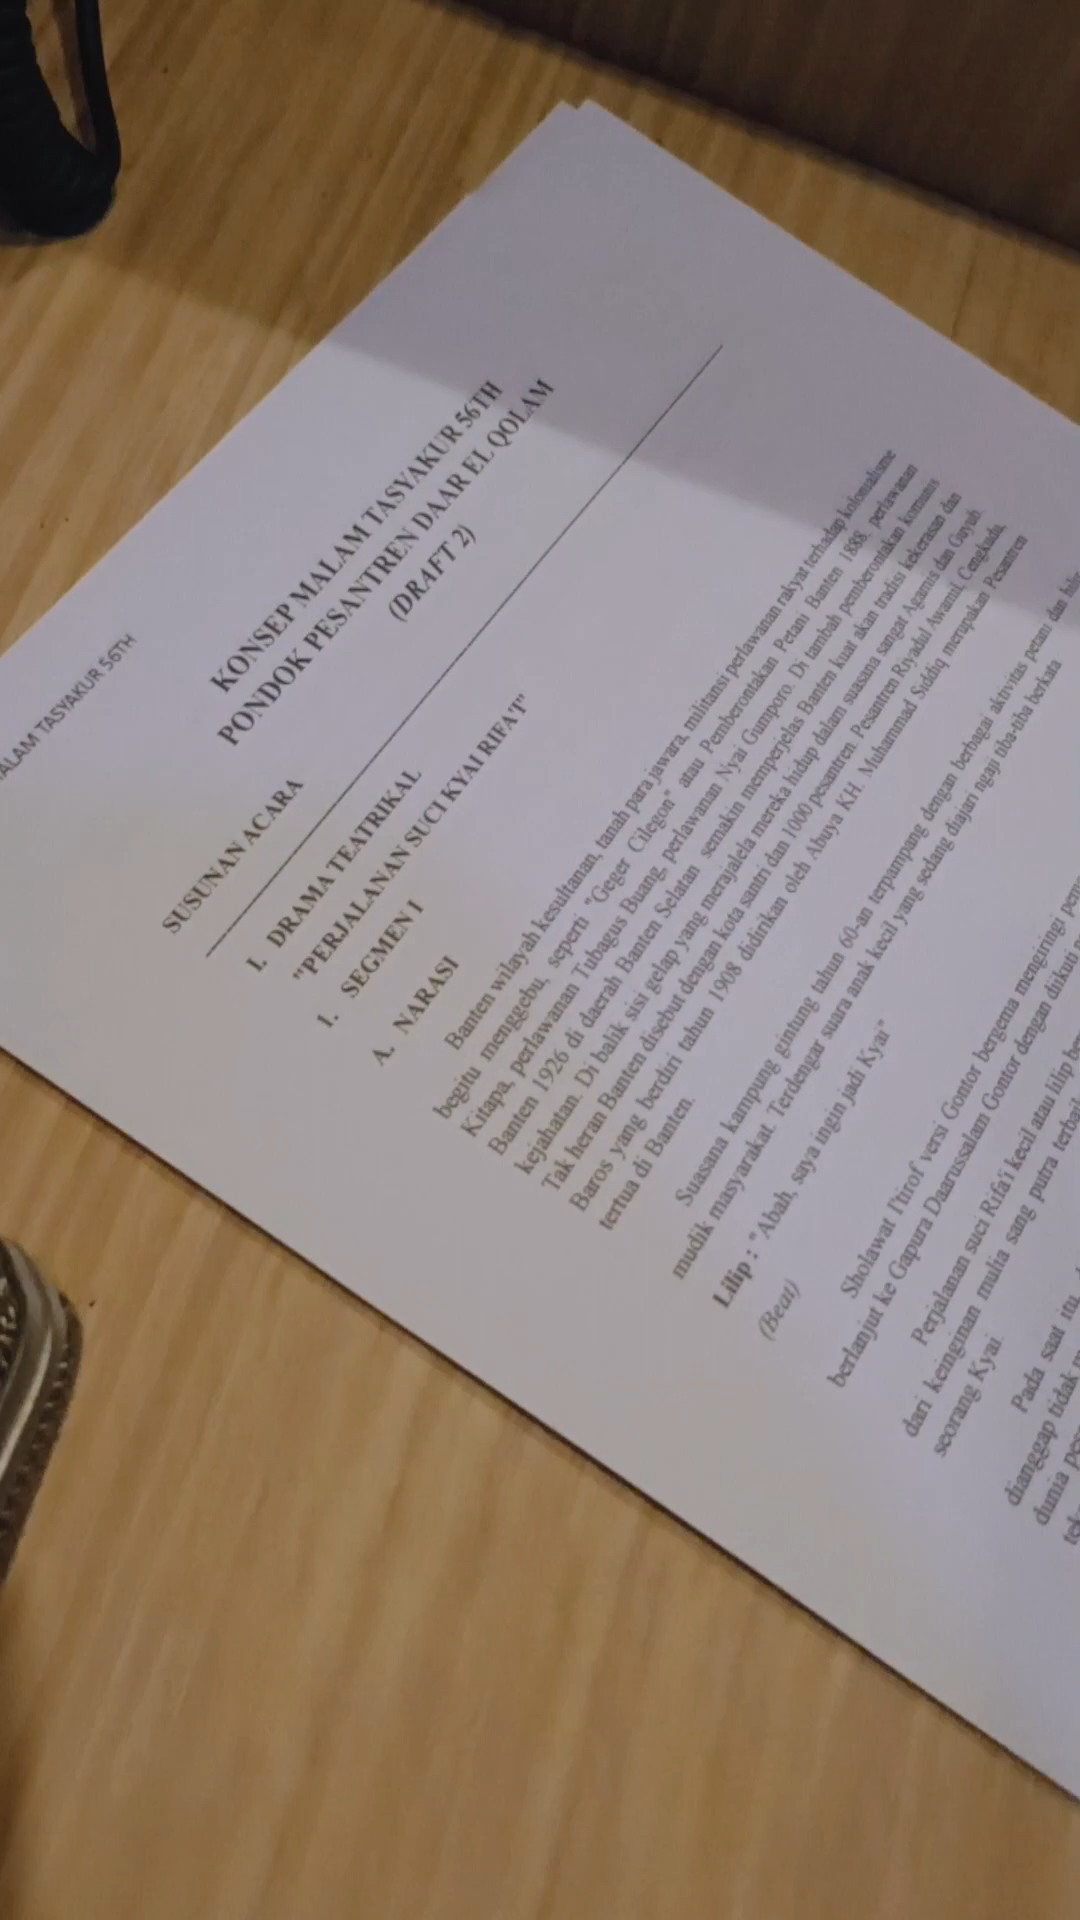 ALAM TASYAKUR 56TH
KONSEP MALAM TASYAKUR 56TH
PONDOK PESANTREN DAAR EL QOLAM
(DRAFT 2)
SUSUNAN ACARA
I. DRAMA TEATRIKAL
"PERJALANAN SUCI KYAI RIFA'I"
1. SEGMEN I
A. NARASI
Banten wilayah kesultanan, tanah para jawara, militansi perlawanan rakyat terhadap kolonialisme
begitu menggebu, seperti "Geger Cilegon" atau Pemberontakan Petani Banten 1888, perlawanan
Kitapa, perlawanan Tubagus Buang, perlawanan Nyai Gumporo. Di tambah pemberontakan komunis
Banten 1926 di daerah Banten Selatan semakin memperjelas Banten kuat akan tradisi kekerasan dan
kejahatan. Di balik sisi gelap yang merajalela mereka hidup dalam suasana sangat Agamis dan Guyub
Tak heran Banten disebut dengan kota santri dan 1000 pesantren. Pesantren Riyadul Awamil, Cengkudu,
Baros yang berdiri tahun 1908 didirikan oleh Abuya KH. Muhammad Siddiq merupakan Pesantren
tertua di Banten.
Suasana kampung gintung tahun 60-an terpampang dengan berbagai aktivitas petani dan
mudik masyarakat. Terdengar suara anak kecil yang sedang diajari ngaji tiba-tiba berkata
Lilip : "Abah, saya ingin jadi Kyai"
(Beat)
Sholawat I'tirof versi Gontor bergema mengiringi
berlanjut ke Gapura Daarussalam Gontor dengan diikuti
Perjalanan suci Rifa'i kecil atau lilip
dari keinginan mulia sang putra
seorang Kyai.
Pada saat itu,
dianggap tidak
dunia